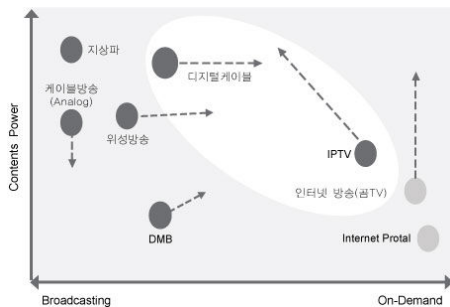 지상파
디지털케이블
케이블방송
(Analog)
위성방송
IPTV
인터넷 방송(곰TV)
DMB
Internet Protal
Contents Power
Broadcasting
On-Demand